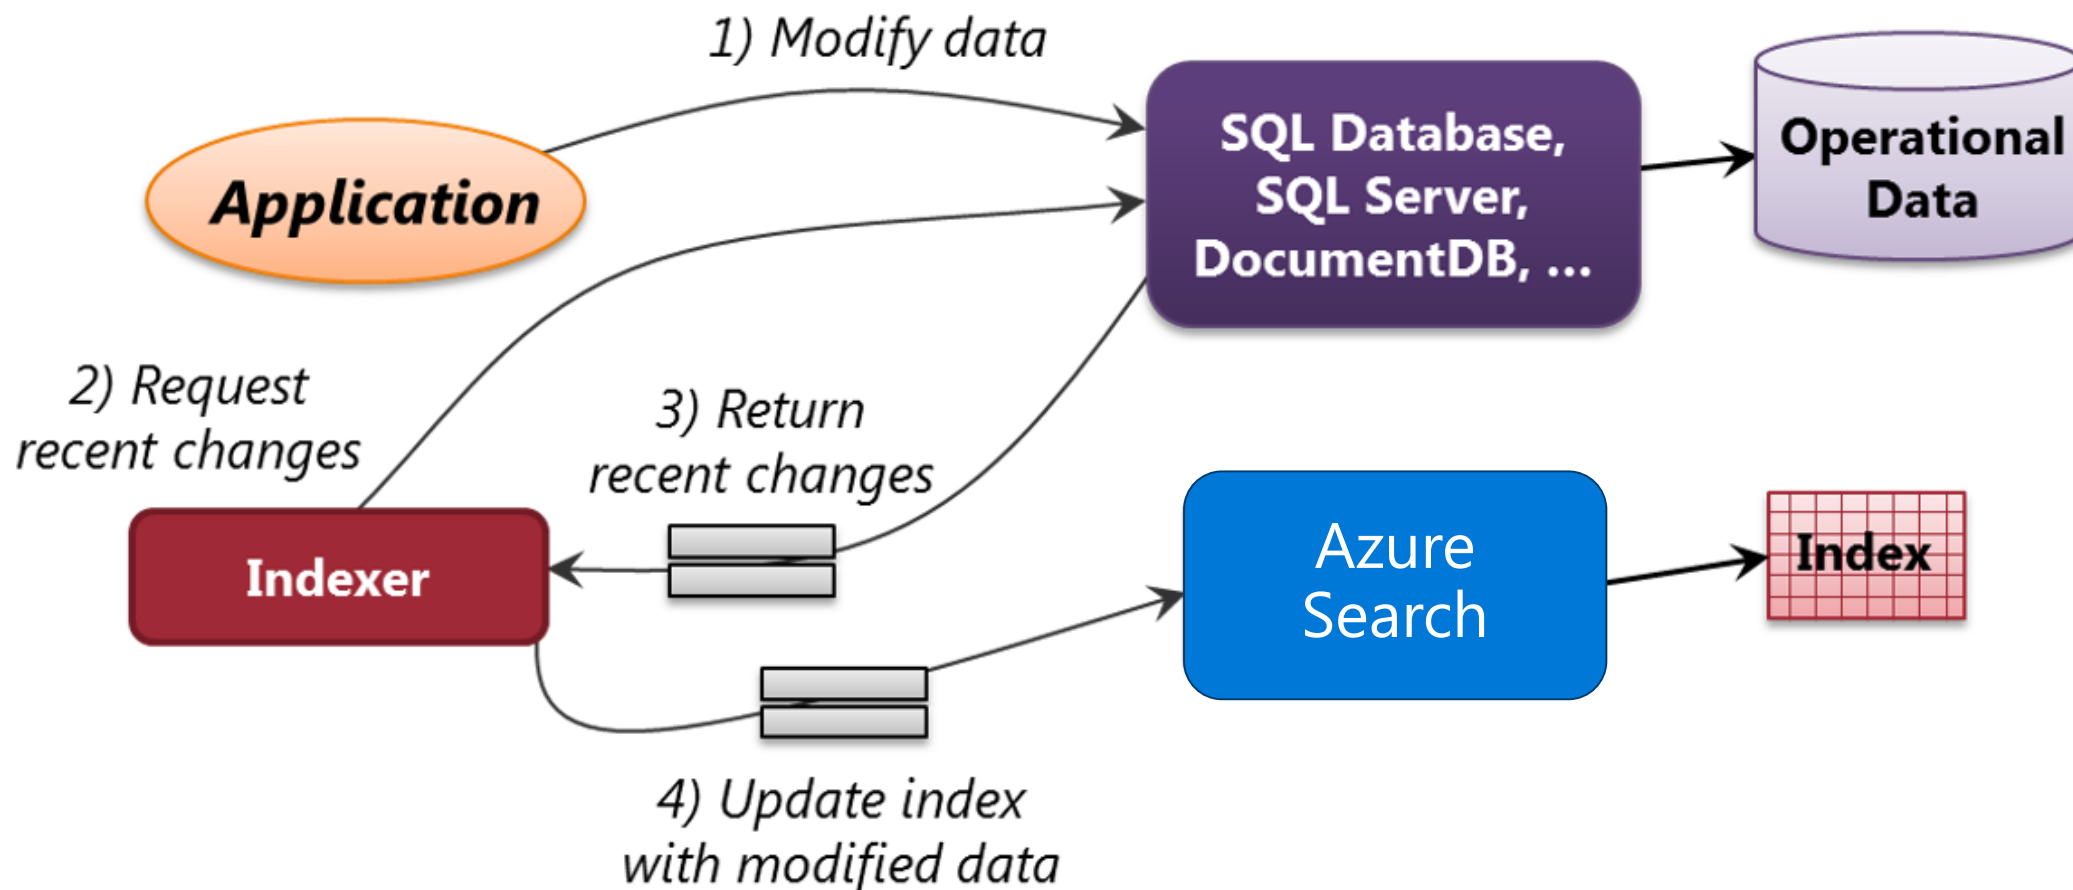 1) Modify data
Application
SQL Database,
SQL Server,
DocumentDB, ...
Operational
Data
2) Request
recent changes
3) Return
recent changes
Indexer
Azure
Search
Index
4) Update index
with modified data